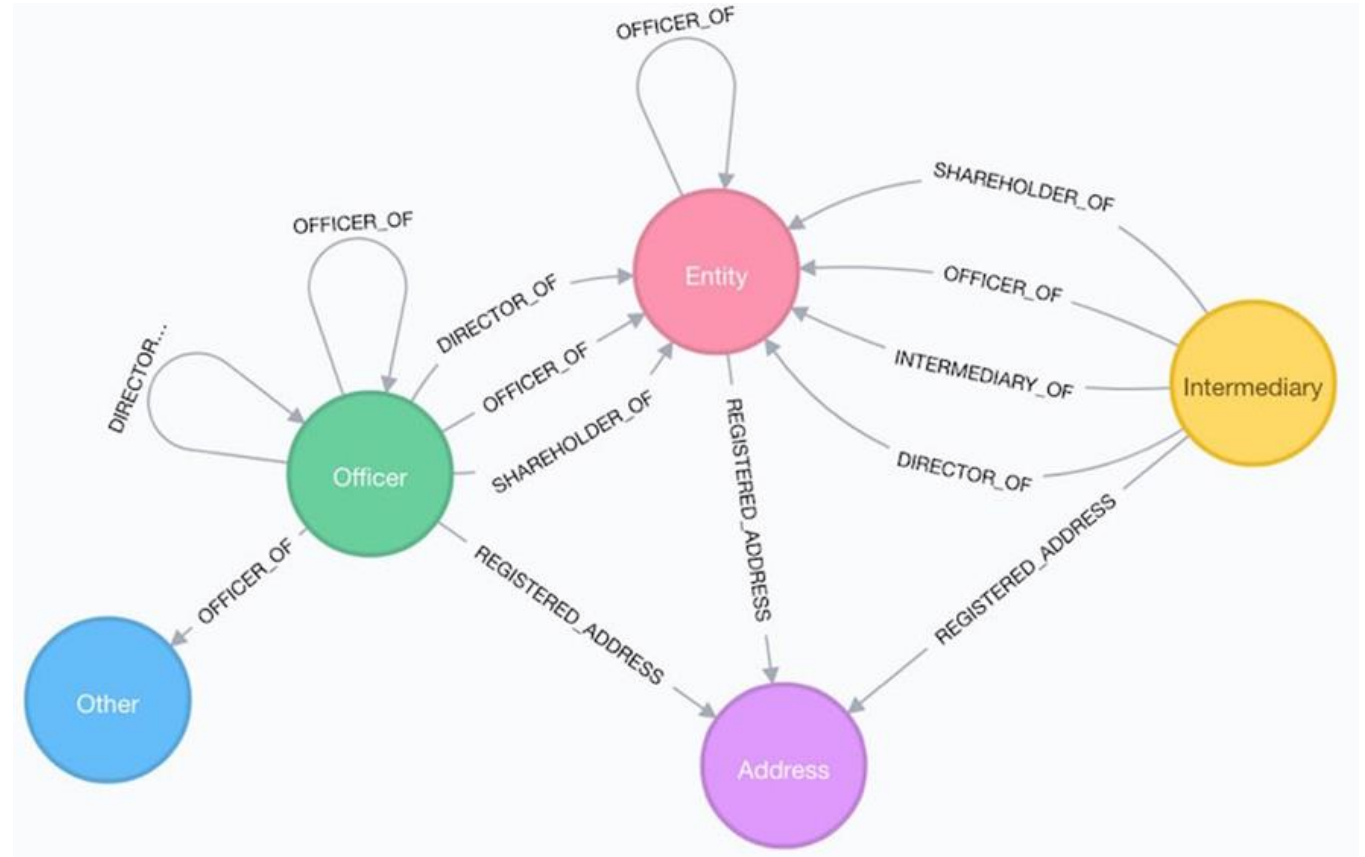 OFFICER_OF
SHAREHOLDER_OF
OFFICER_OF
Entity
DIRECTOR_OF
OFFICER_OF
DIRECTOR...
OFFICER_OF
INTERMEDIARY_OF
Intermediary
SHAREHOLDER_OF
Officer
DIRECTOR_OF
REGISTERED_ADDRESS
REGISTERED_ADDRESS
REGISTERED_ADDRESS
OFFICER_OF
Other
Address